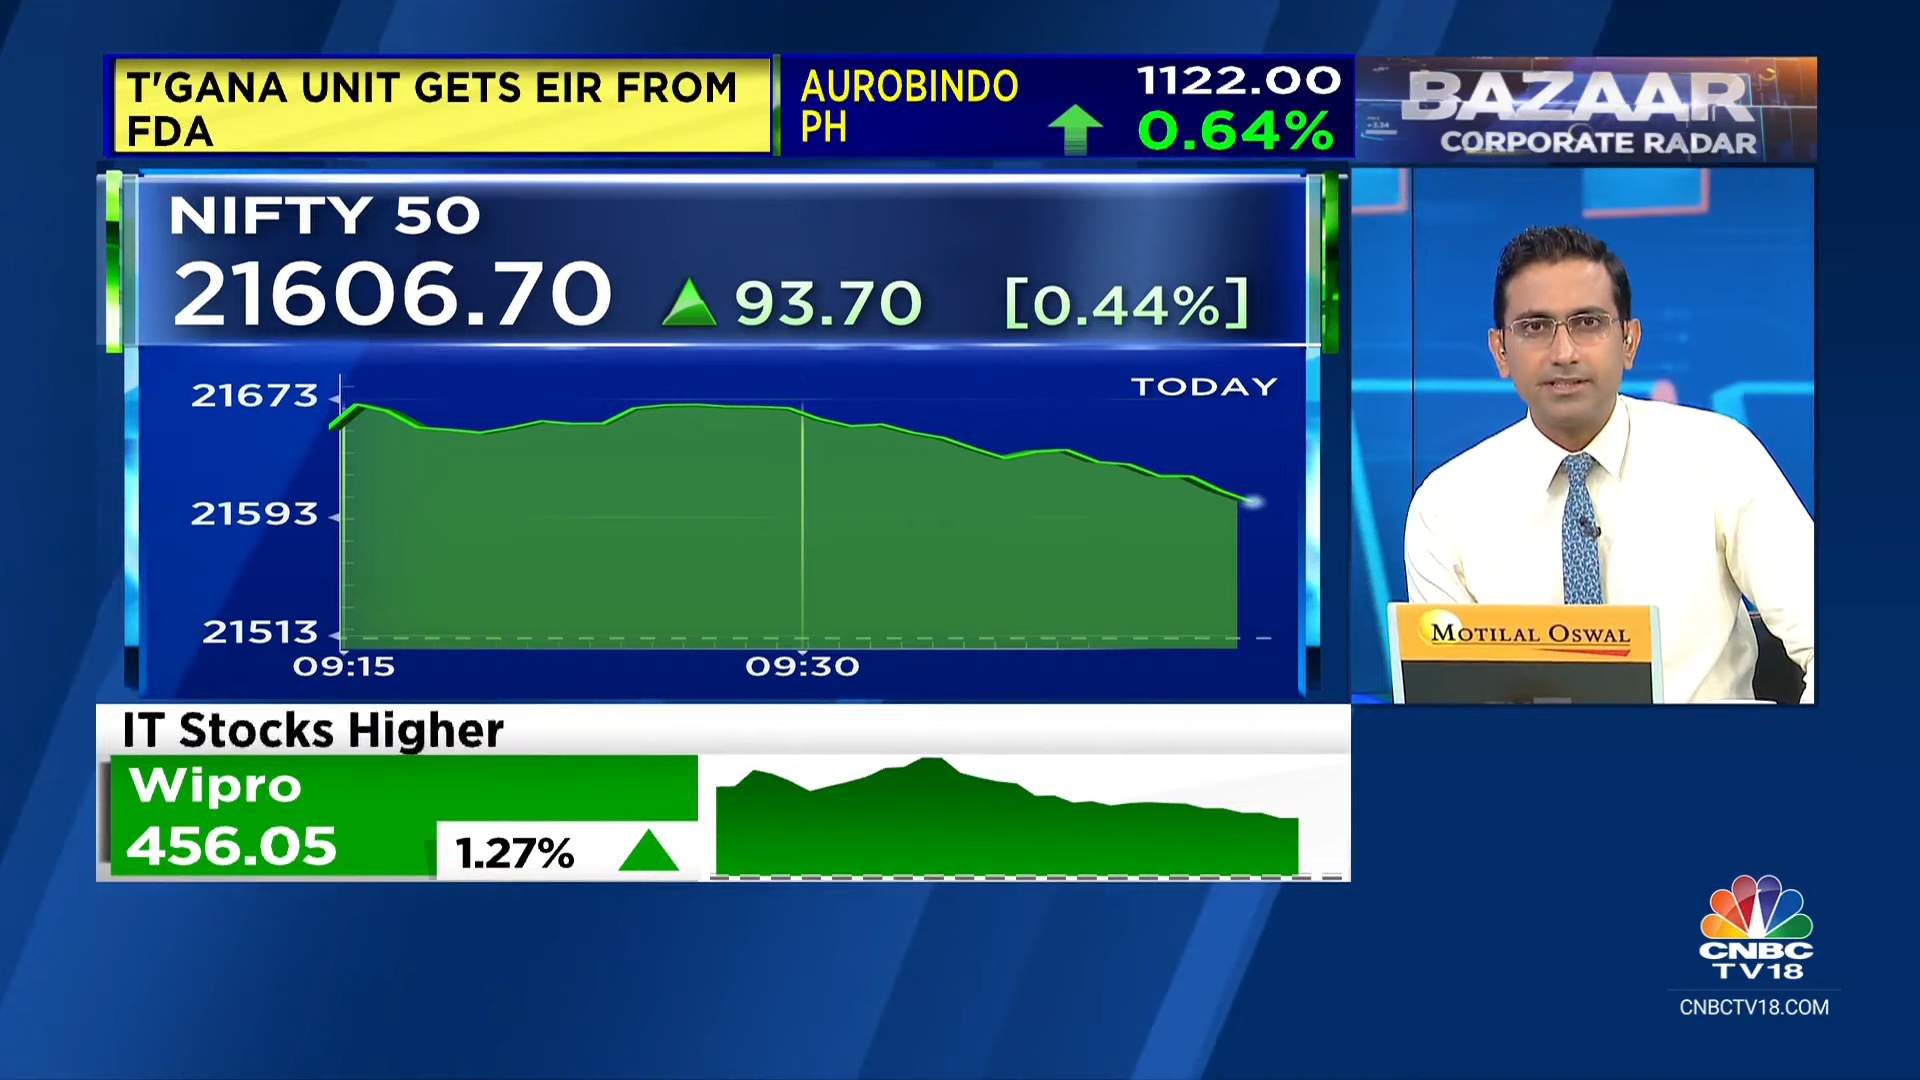 T'GANA UNIT GETS EIR FROM
FDA
AUROBINDO
PH
1122.00
0.64%
BAZAAR
CORPORATE RADAR
NIFTY 50
21606.70
93.70
[0.44%]
TODAY
21673
21593
21513
09:15
09:30
MOTILAL OSWAL
IT Stocks Higher
Wipro
456.05
1.27%
CNBC
TV18
CNBCTV18.COM